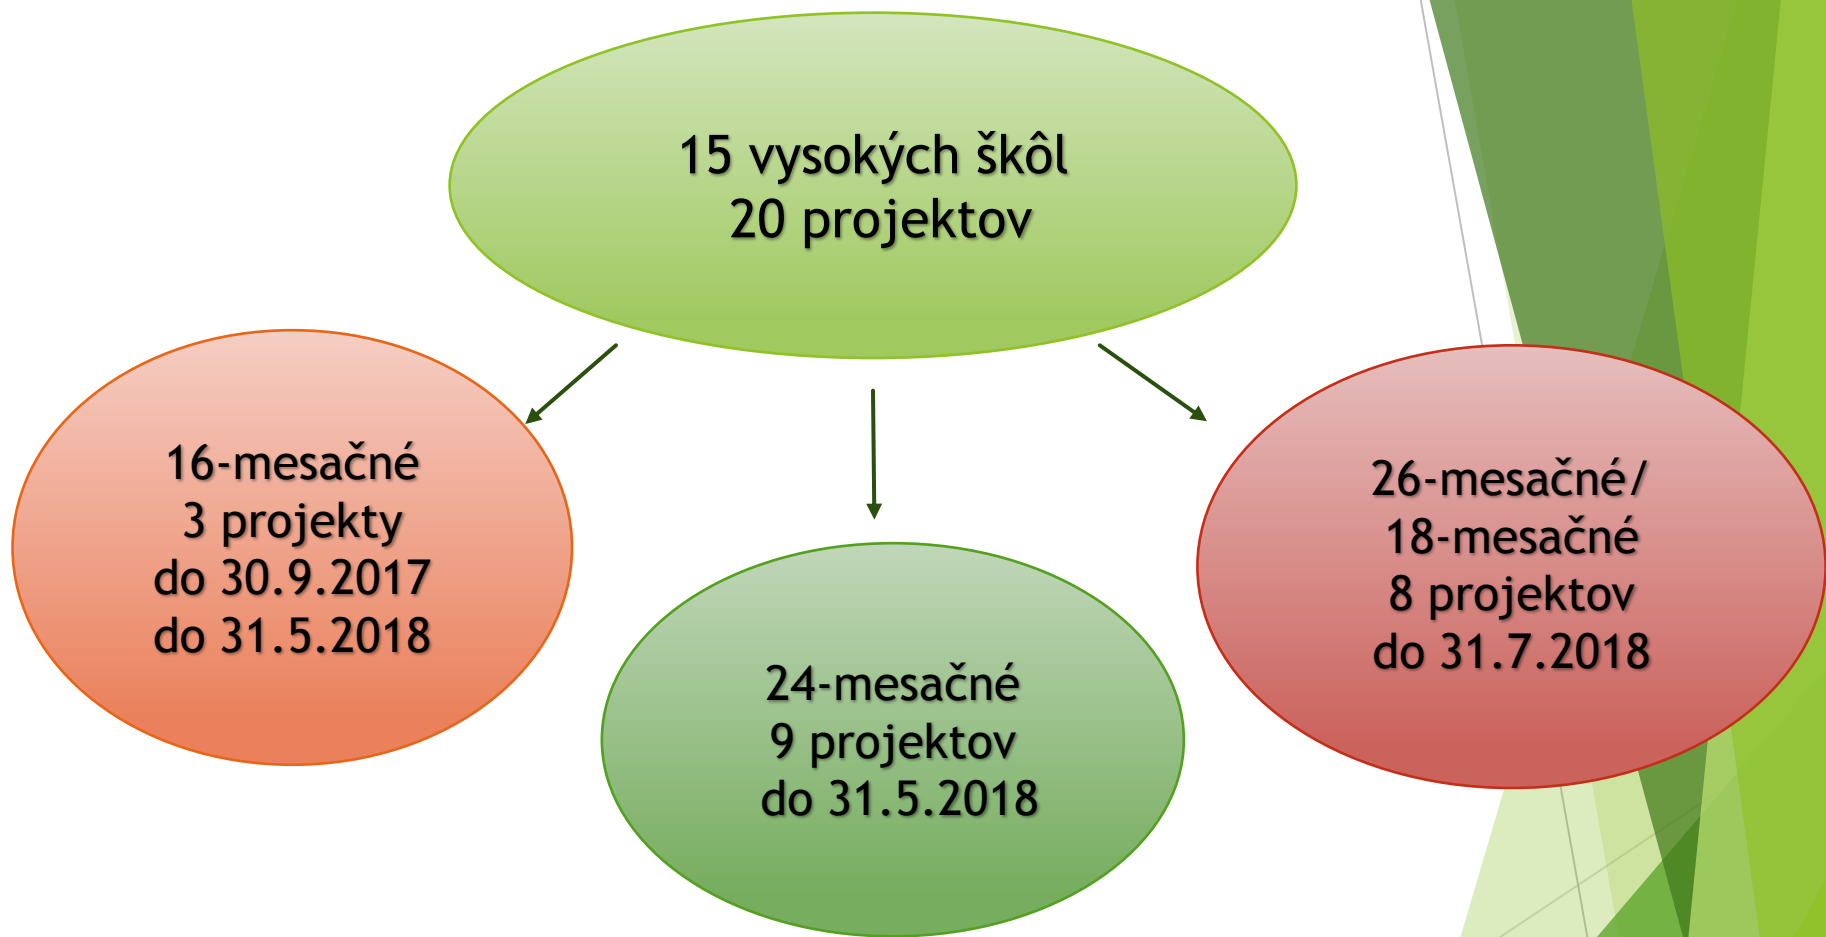 15 vysokých škôl
20 projektov
16-mesačné
3 projekty
do 30.9.2017
do 31.5.2018
24-mesačné
9 projektov
do 31.5.2018
26-mesačné/
18-mesačné
8 projektov
do 31.7.2018